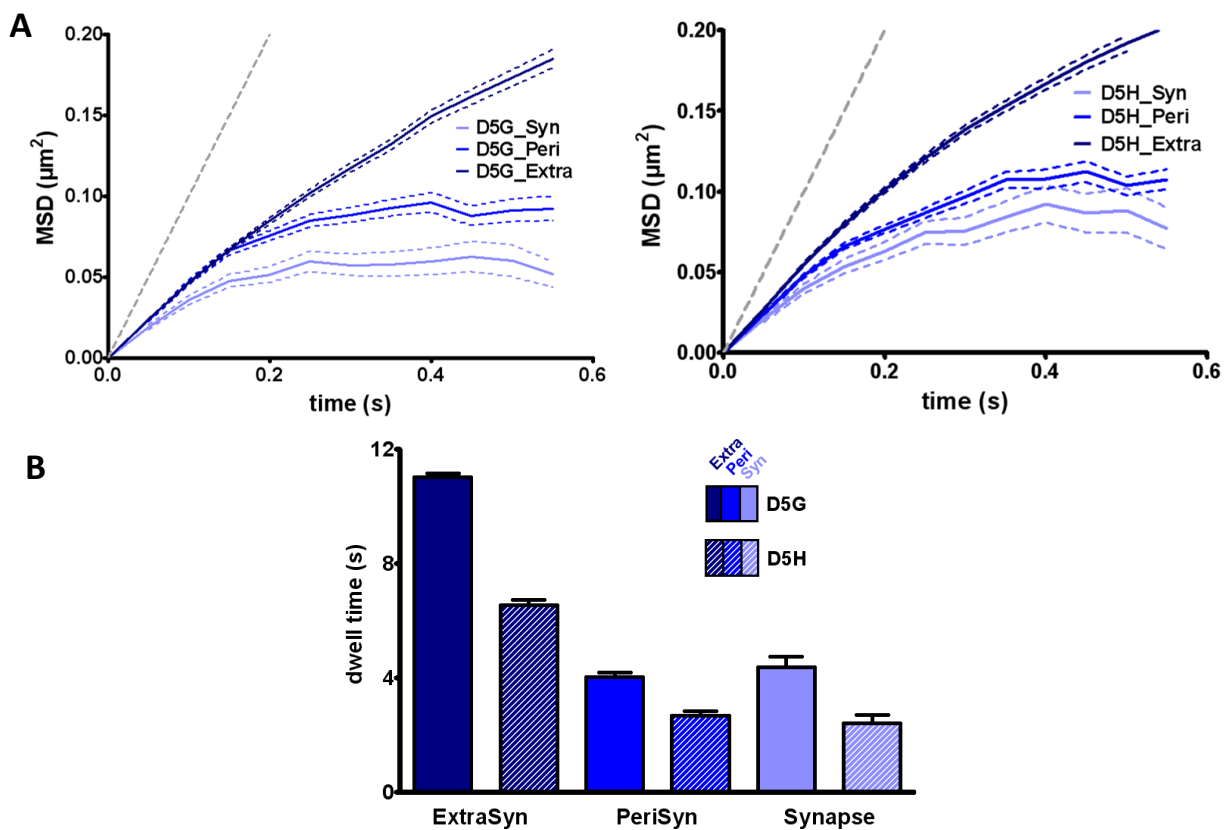 A
0.20
0.15
0.10
0.05
0.00
MSD (µm²)
0.0 0.2 0.4 0.6
time (s)
D5G_Syn
D5G_Peri
D5G_Extra
0.20
0.15
0.10
0.05
0.00
MSD (µm²)
0.0 0.2 0.4 0.6
time (s)
D5H_Syn
D5H_Peri
D5H_Extra
B
12
8
4
0
dwell time (s)
ExtraSyn PeriSyn Synapse
Extra
Peri
Syn
D5G
D5H